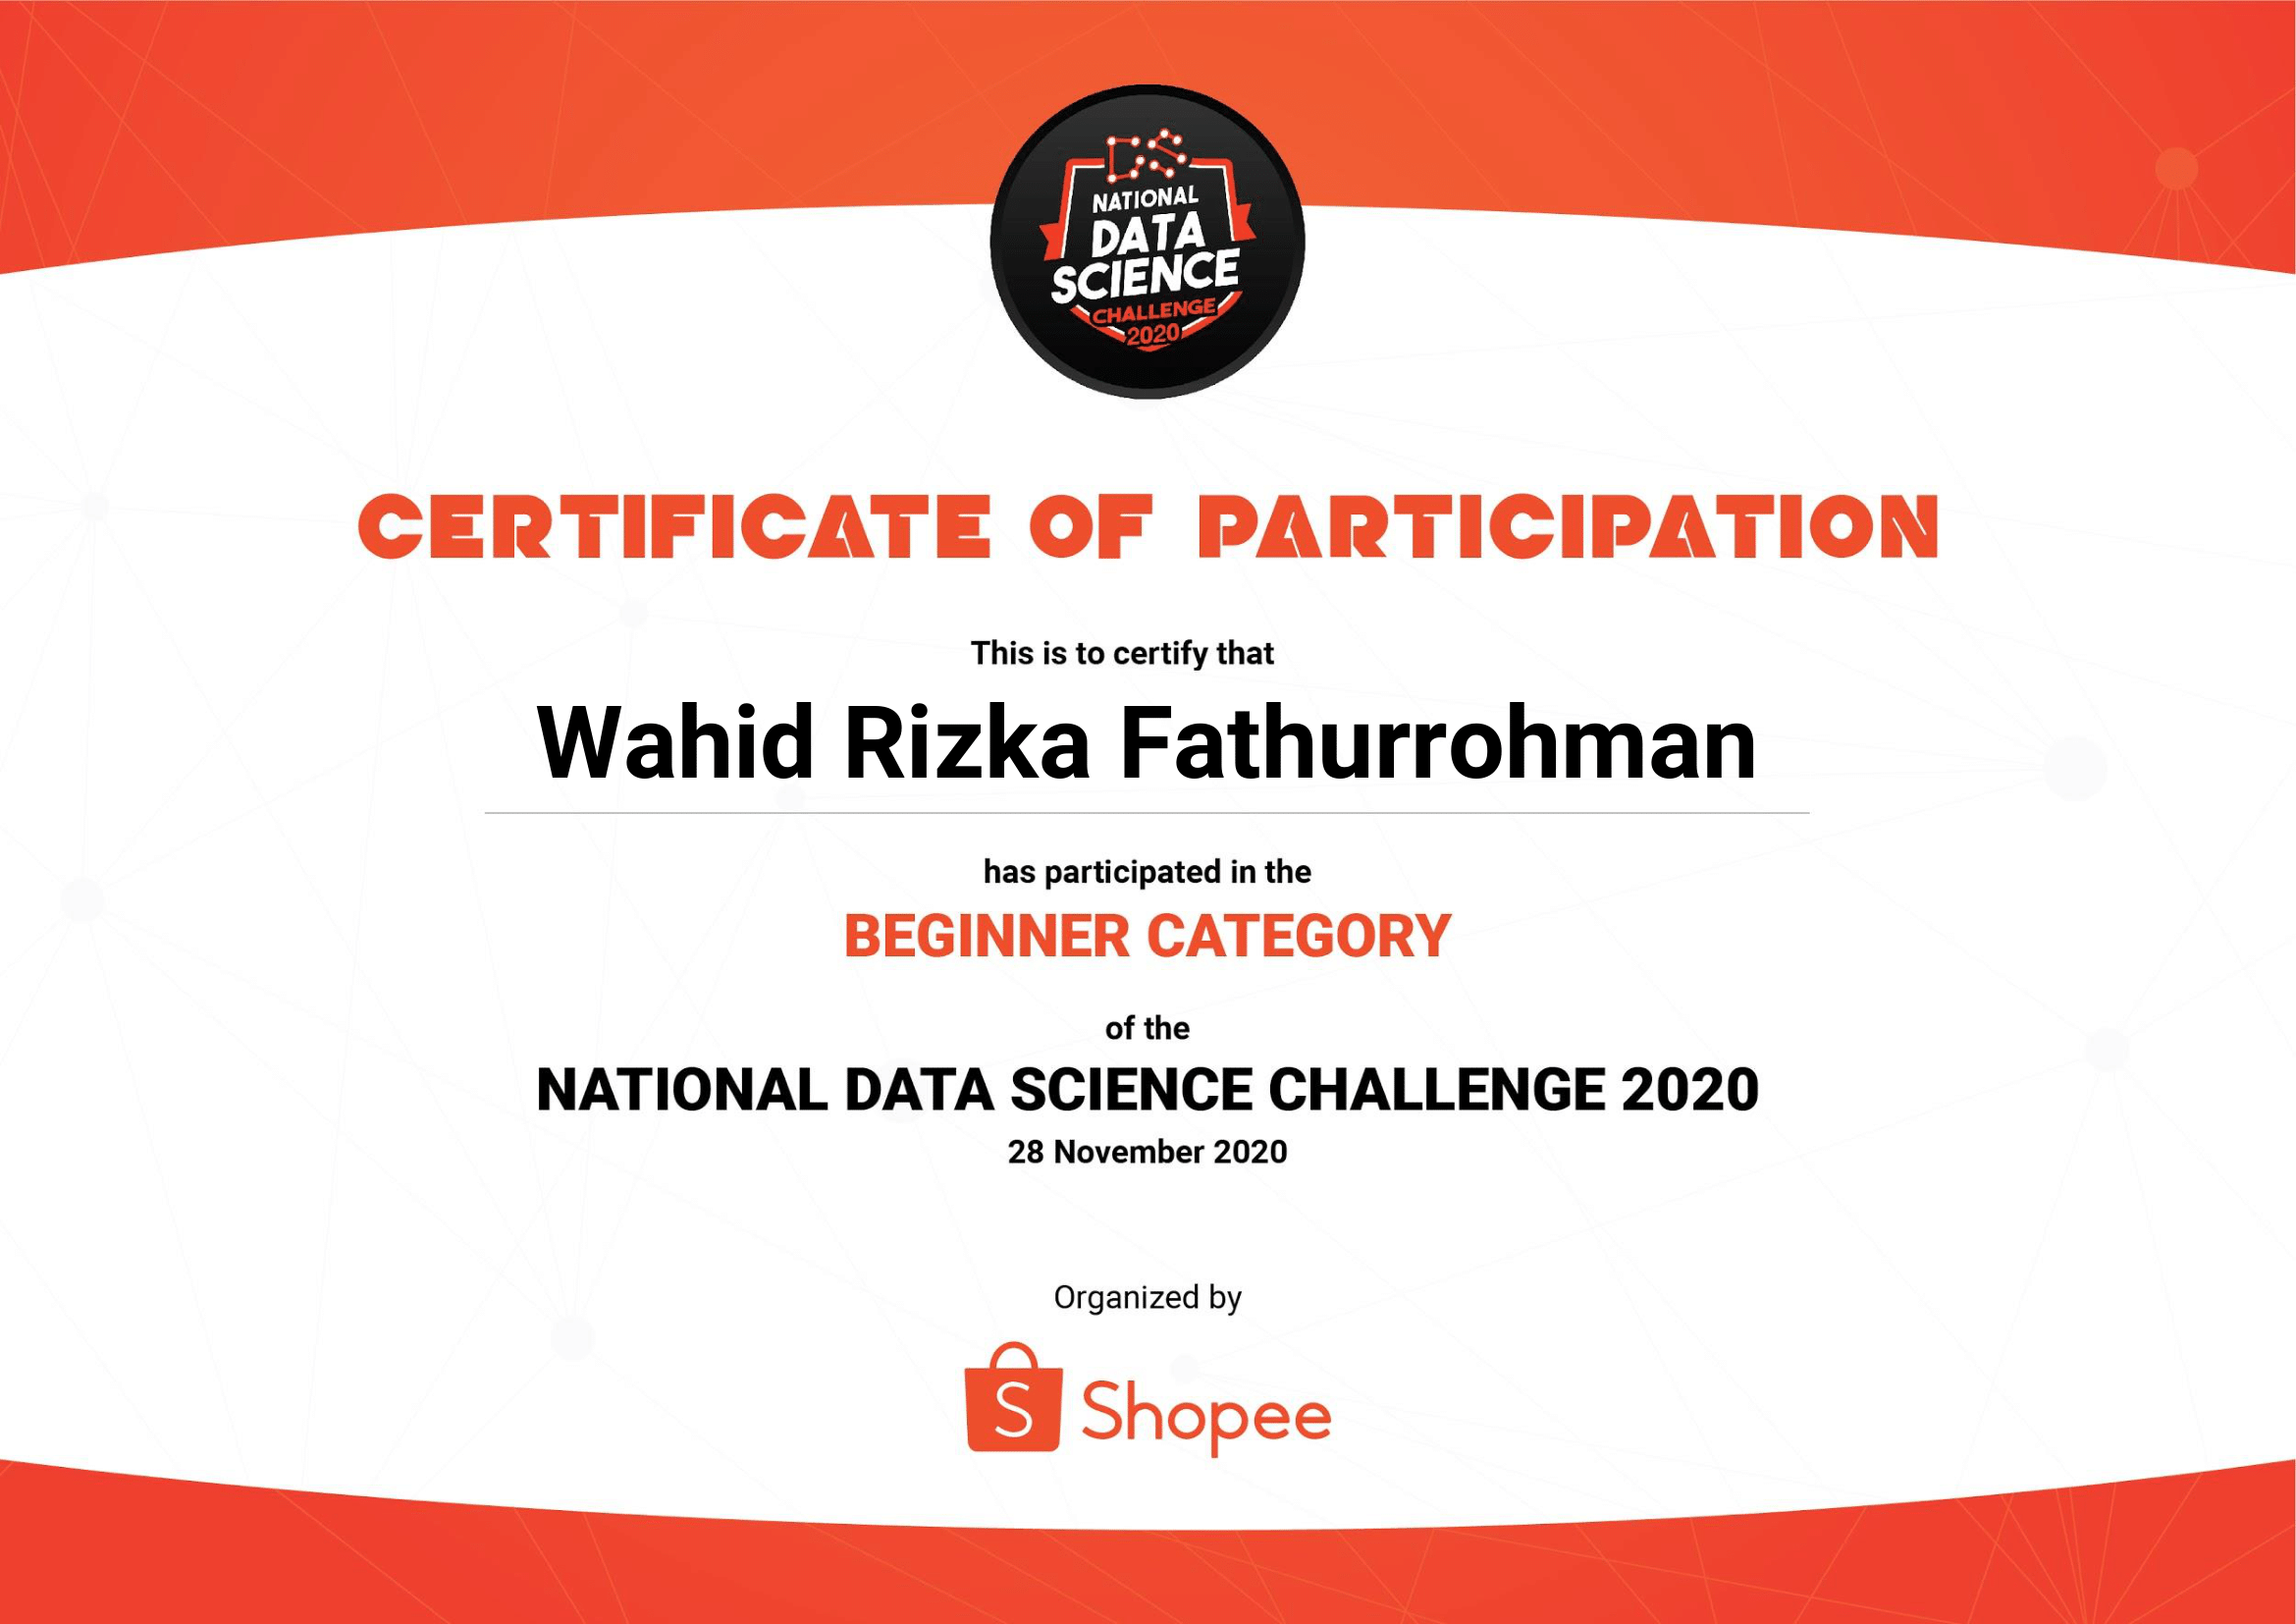 NATIONAL
DATA
SCIENCE
CHALLENGE
2020
CERTIFICATE OF PARTICIPATION
This is to certify that
Wahid Rizka Fathurrohman
has participated in the
BEGINNER CATEGORY
of the
NATIONAL DATA SCIENCE CHALLENGE 2020
28 November 2020
Organized by
S Shopee